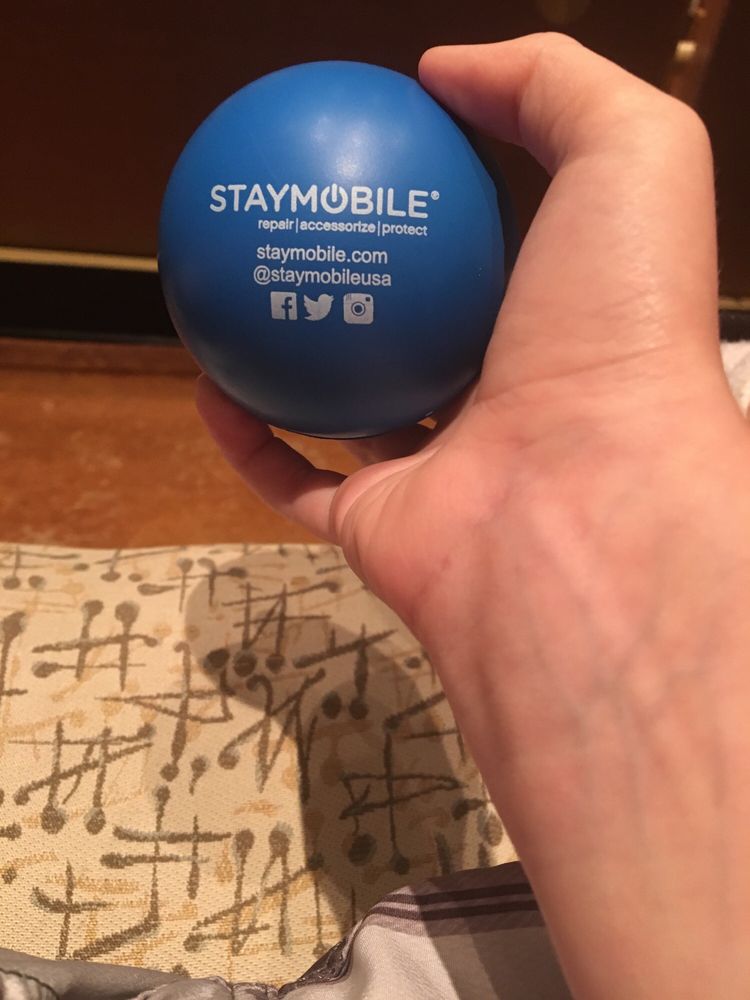 STAYMOBILE®
repair|accessorize|protect
staymobile.com
@staymobileusa